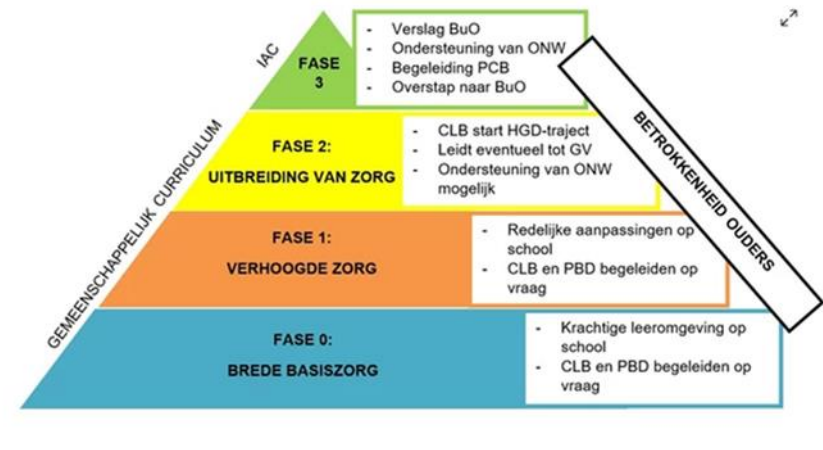 IAC
FASE
3
- Verslag BuO
- Ondersteuning van ONW
- Begeleiding PCB
- Overstap naar BuO
BETROKKENHEID OUDERS
GEMEENSCHAPPELIJK CURRICULUM
FASE 2:
UITBREIDING VAN ZORG
- CLB start HGD-traject
- Leidt eventueel tot GV
- Ondersteuning van ONW
mogelijk
FASE 1:
VERHOOGDE ZORG
- Redelijke aanpassingen op
school
- CLB en PBD begeleiden op
vraag
FASE 0:
BREDE BASISZORG
- Krachtige leeromgeving op
school
- CLB en PBD begeleiden op
vraag